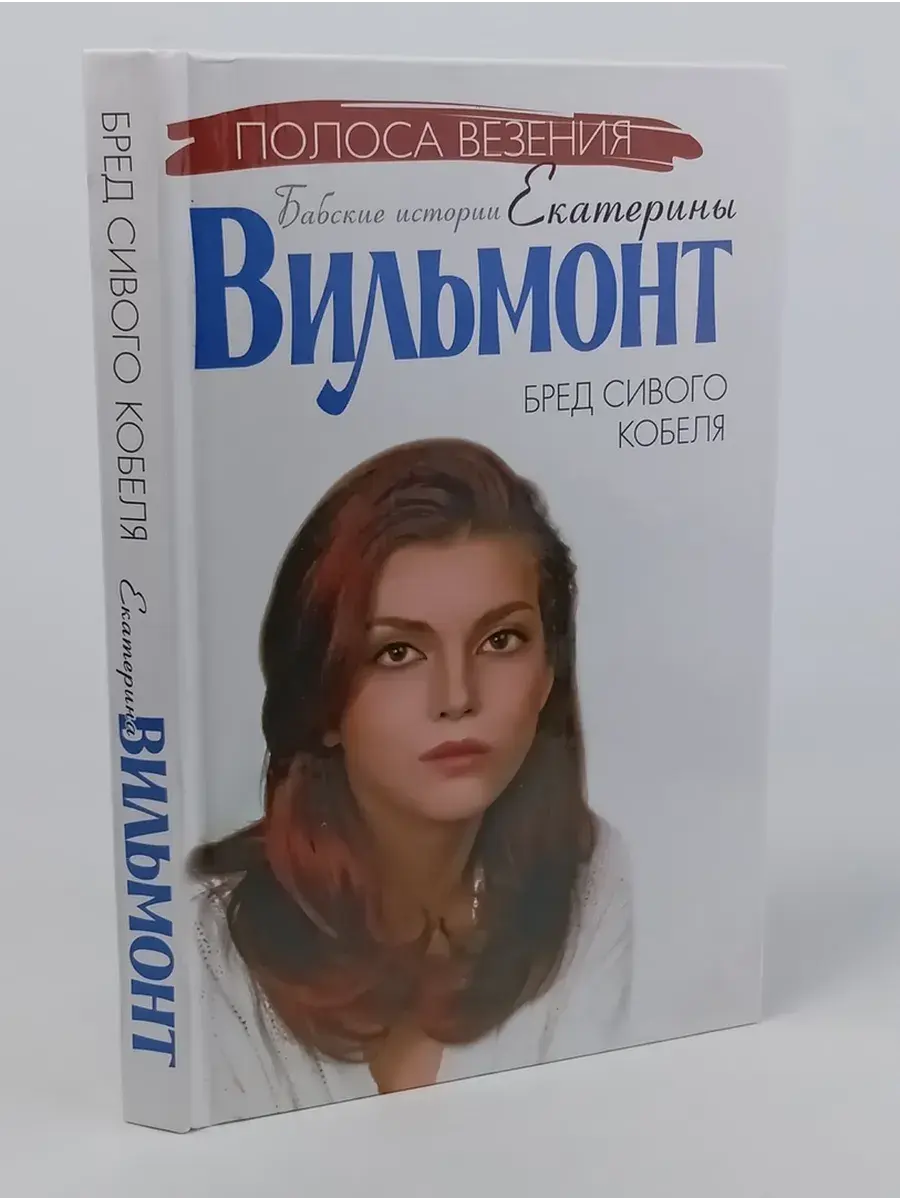 ПОЛОСА ВЕЗЕНИЯ
Бабские истории Екатерины
ВИЛЬМОНТ
БРЕД СИВОГО
КОБЕЛЯ
БРЕД СИВОГО КОБЕЛЯ Екатерина ВИЛЬМОНТ